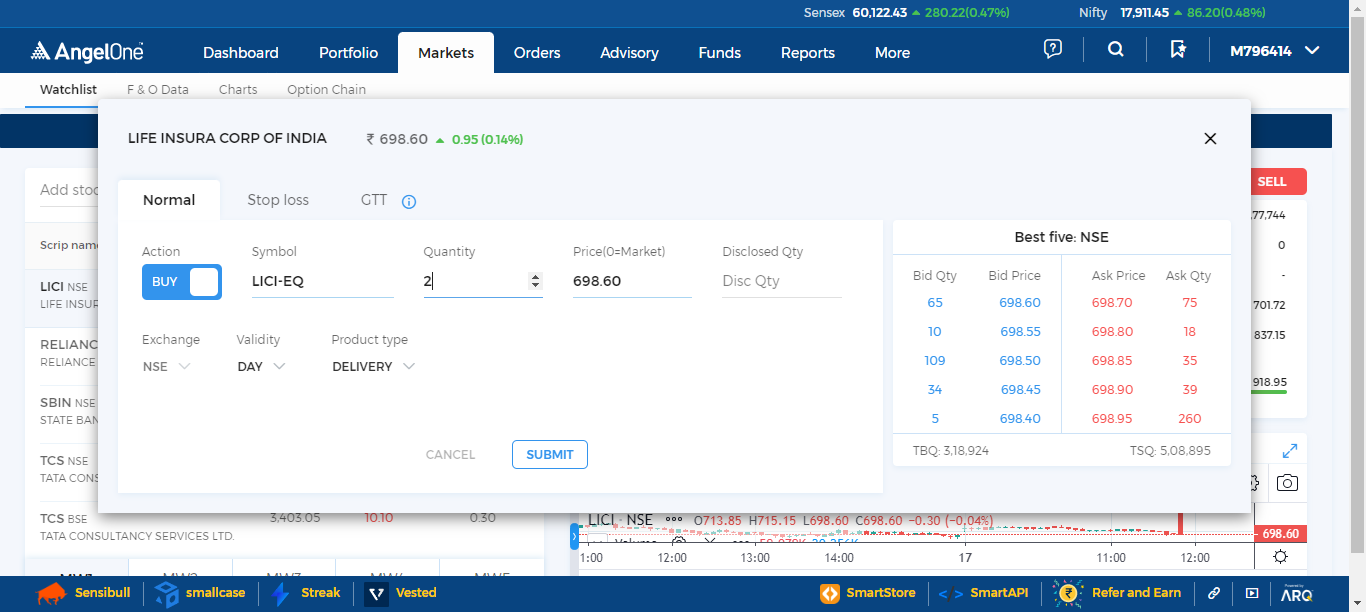 Sensex 60,122.43 280.22(0.47%) Nifty 17,911.45 86.20(0.48%)
AngelOne Dashboard Portfolio Markets Orders Advisory Funds Reports More M796414
Watchlist F & O Data Charts Option Chain
LIFE INSURA CORP OF INDIA ₹ 698.60 0.95 (0.14%)
Add stoc SELL
Normal Stop loss GTT
77,744
Best five: NSE
Scrip name 0
Action Symbol Quantity Price(0=Market) Disclosed Qty
Bid Qty Bid Price Ask Price Ask Qty -
BUY LICI-EQ 2 698.60 Disc Qty
LICI NSE
LIFE INSUR
65 698.60 698.70 75
701.72
10 698.55 698.80 18
837.15
Exchange Validity Product type
RELIANC
RELIANCE
NSE DAY DELIVERY
109 698.50 698.85 35
918.95
34 698.45 698.90 39
SBIN NSE
STATE BAN
5 698.40 698.95 260
CANCEL SUBMIT
TBQ: 3,18,924 TSQ: 5,08,895
TCS NSE
TATA CONS
TCS BSE 3,403.05 10.10 0.30
TATA CONSULTANCY SERVICES LTD.
LICI · NSE O713.85 H715.15 L698.60 C698.60 −0.30 (−0.04%)
698.60
1:00 12:00 13:00 14:00 17 11:00 12:00
Sensibull smallcase Streak Vested SmartStore SmartAPI Refer and Earn Powered by ARQ